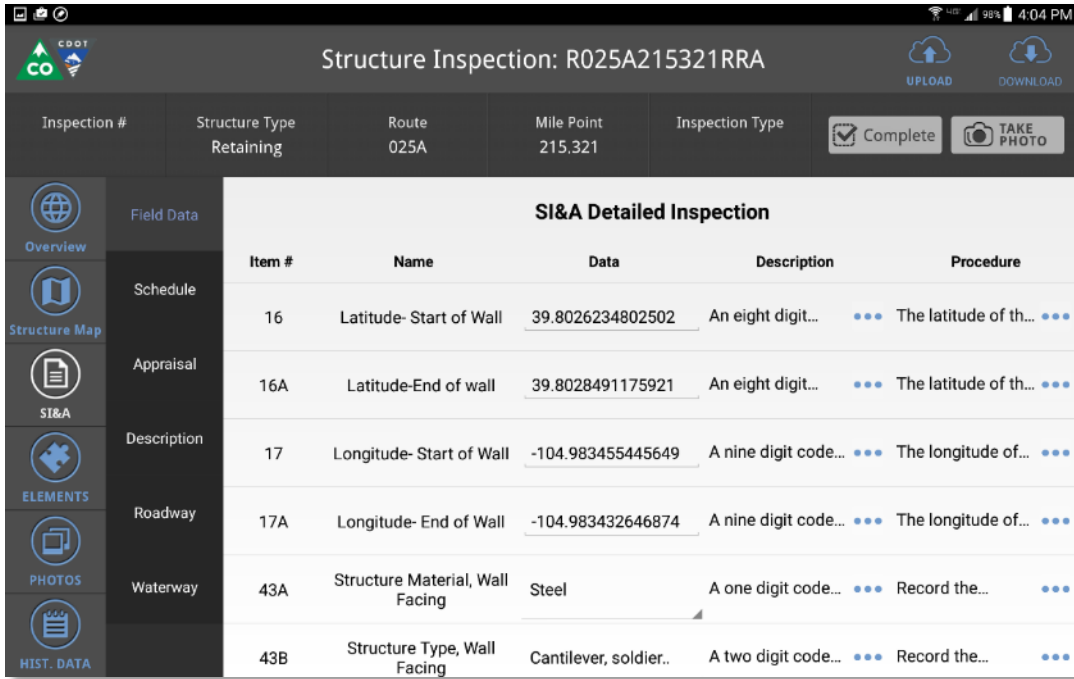 4G 98% 4:04 PM
CDOT
CO
Structure Inspection: R025A215321RRA
UPLOAD
DOWNLOAD
Inspection # Structure Type Route Mile Point Inspection Type
Retaining 025A 215.321
Complete
TAKE
PHOTO
Overview
Structure Map
SI&A
ELEMENTS
PHOTOS
HIST. DATA
Field Data
Schedule
Appraisal
Description
Roadway
Waterway
SI&A Detailed Inspection
Item # Name Data Description Procedure
16 Latitude- Start of Wall 39.8026234802502 An eight digit... ••• The latitude of th... •••
16A Latitude-End of wall 39.8028491175921 An eight digit... ••• The latitude of th... •••
17 Longitude- Start of Wall -104.983455445649 A nine digit code... ••• The longitude of... •••
17A Longitude- End of Wall -104.983432646874 A nine digit code... ••• The longitude of... •••
43A Structure Material, Wall Facing Steel A one digit code... ••• Record the... •••
43B Structure Type, Wall Facing Cantilever, soldier.. A two digit code... ••• Record the... •••